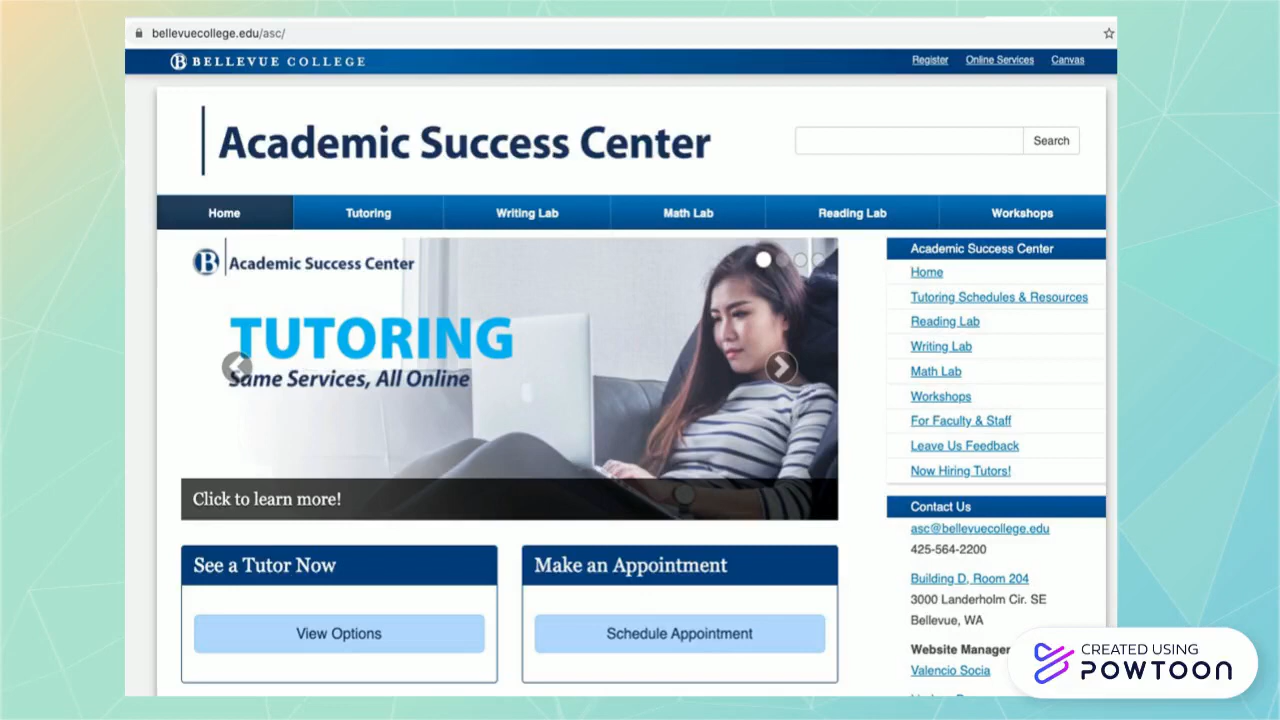 bellevuecollege.edu/asc/
B BELLEVUE COLLEGE
Register Online Services Canvas
Academic Success Center
Search
Home Tutoring Writing Lab Math Lab Reading Lab Workshops
B Academic Success Center
TUTORING
Same Services, All Online
Click to learn more!
See a Tutor Now
View Options
Make an Appointment
Schedule Appointment
Academic Success Center
Home
Tutoring Schedules & Resources
Reading Lab
Writing Lab
Math Lab
Workshops
For Faculty & Staff
Leave Us Feedback
Now Hiring Tutors!
Contact Us
asc@bellevuecollege.edu
425-564-2200
Building D, Room 204
3000 Landerholm Cir. SE
Bellevue, WA
Website Manager
Valencio Socia
CREATED USING
POWTOON